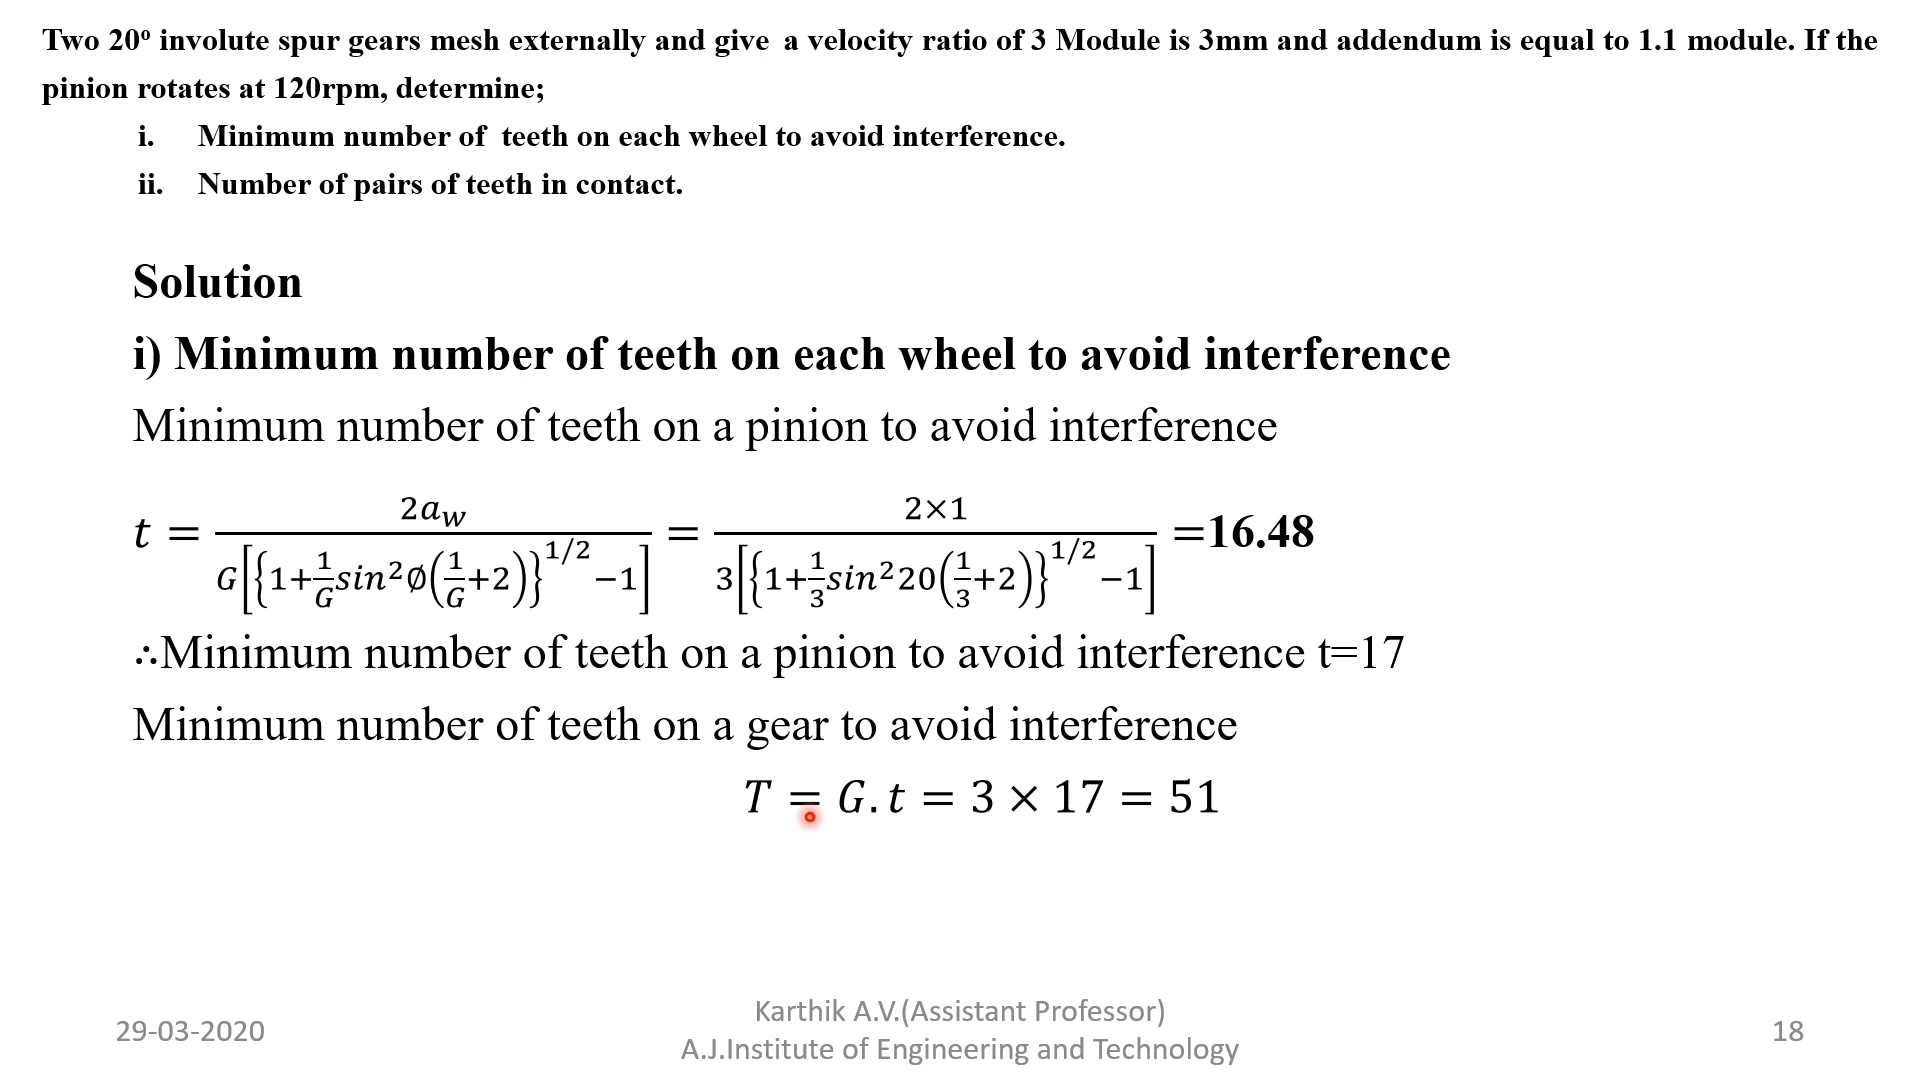 Two 20º involute spur gears mesh externally and give a velocity ratio of 3 Module is 3mm and addendum is equal to 1.1 module. If the
pinion rotates at 120rpm, determine;
i. Minimum number of teeth on each wheel to avoid interference.
ii. Number of pairs of teeth in contact.
Solution
i) Minimum number of teeth on each wheel to avoid interference
Minimum number of teeth on a pinion to avoid interference
t = 2a_w / G[{1+1/G sin²∅(1/G+2)}^1/2 −1] = 2×1 / 3[{1+1/3 sin²20(1/3+2)}^1/2 −1] =16.48
∴Minimum number of teeth on a pinion to avoid interference t=17
Minimum number of teeth on a gear to avoid interference
T = G.t = 3 × 17 = 51
29-03-2020
Karthik A.V.(Assistant Professor)
A.J.Institute of Engineering and Technology
18